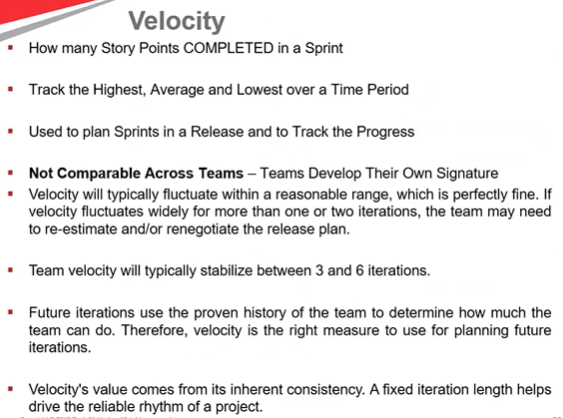 Velocity
▪ How many Story Points COMPLETED in a Sprint
▪ Track the Highest, Average and Lowest over a Time Period
▪ Used to plan Sprints in a Release and to Track the Progress
▪ Not Comparable Across Teams – Teams Develop Their Own Signature
▪ Velocity will typically fluctuate within a reasonable range, which is perfectly fine. If
velocity fluctuates widely for more than one or two iterations, the team may need
to re-estimate and/or renegotiate the release plan.
▪ Team velocity will typically stabilize between 3 and 6 iterations.
▪ Future iterations use the proven history of the team to determine how much the
team can do. Therefore, velocity is the right measure to use for planning future
iterations.
▪ Velocity's value comes from its inherent consistency. A fixed iteration length helps
drive the reliable rhythm of a project.